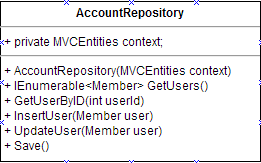 AccountRepository
+ private MVCEntities context;
+ AccountRepository(MVCEntities context)
+ IEnumerable<Member> GetUsers()
+ GetUserByID(int userId)
+ InsertUser(Member user)
+ UpdateUser(Member user)
+ Save()